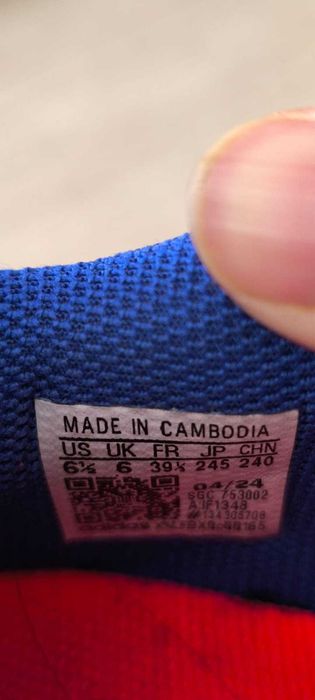 MADE IN CAMBODIA
US UK FR JP CHN
6½ 6 39⅓ 245 240
04/24
SGC 753002
AIF1348
#134305708